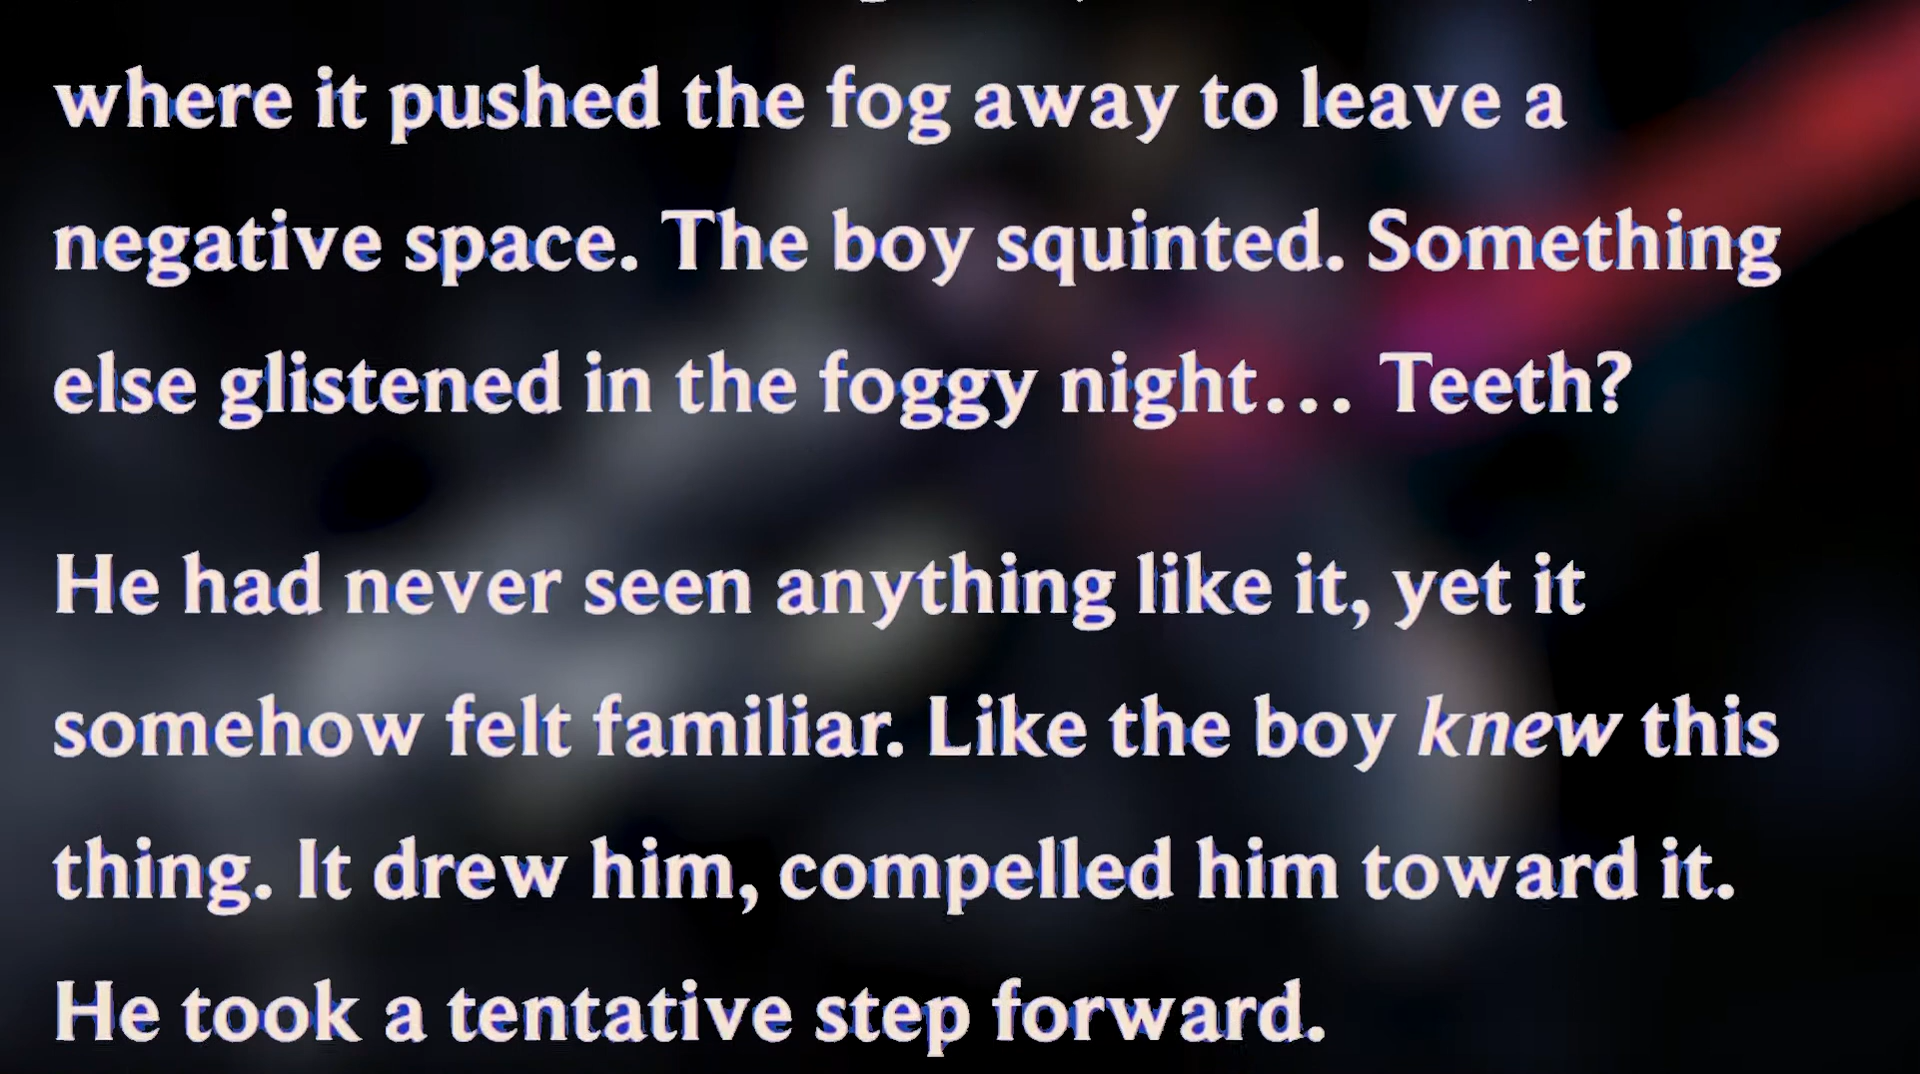 where it pushed the fog away to leave a
negative space. The boy squinted. Something
else glistened in the foggy night… Teeth?
He had never seen anything like it, yet it
somehow felt familiar. Like the boy knew this
thing. It drew him, compelled him toward it.
He took a tentative step forward.